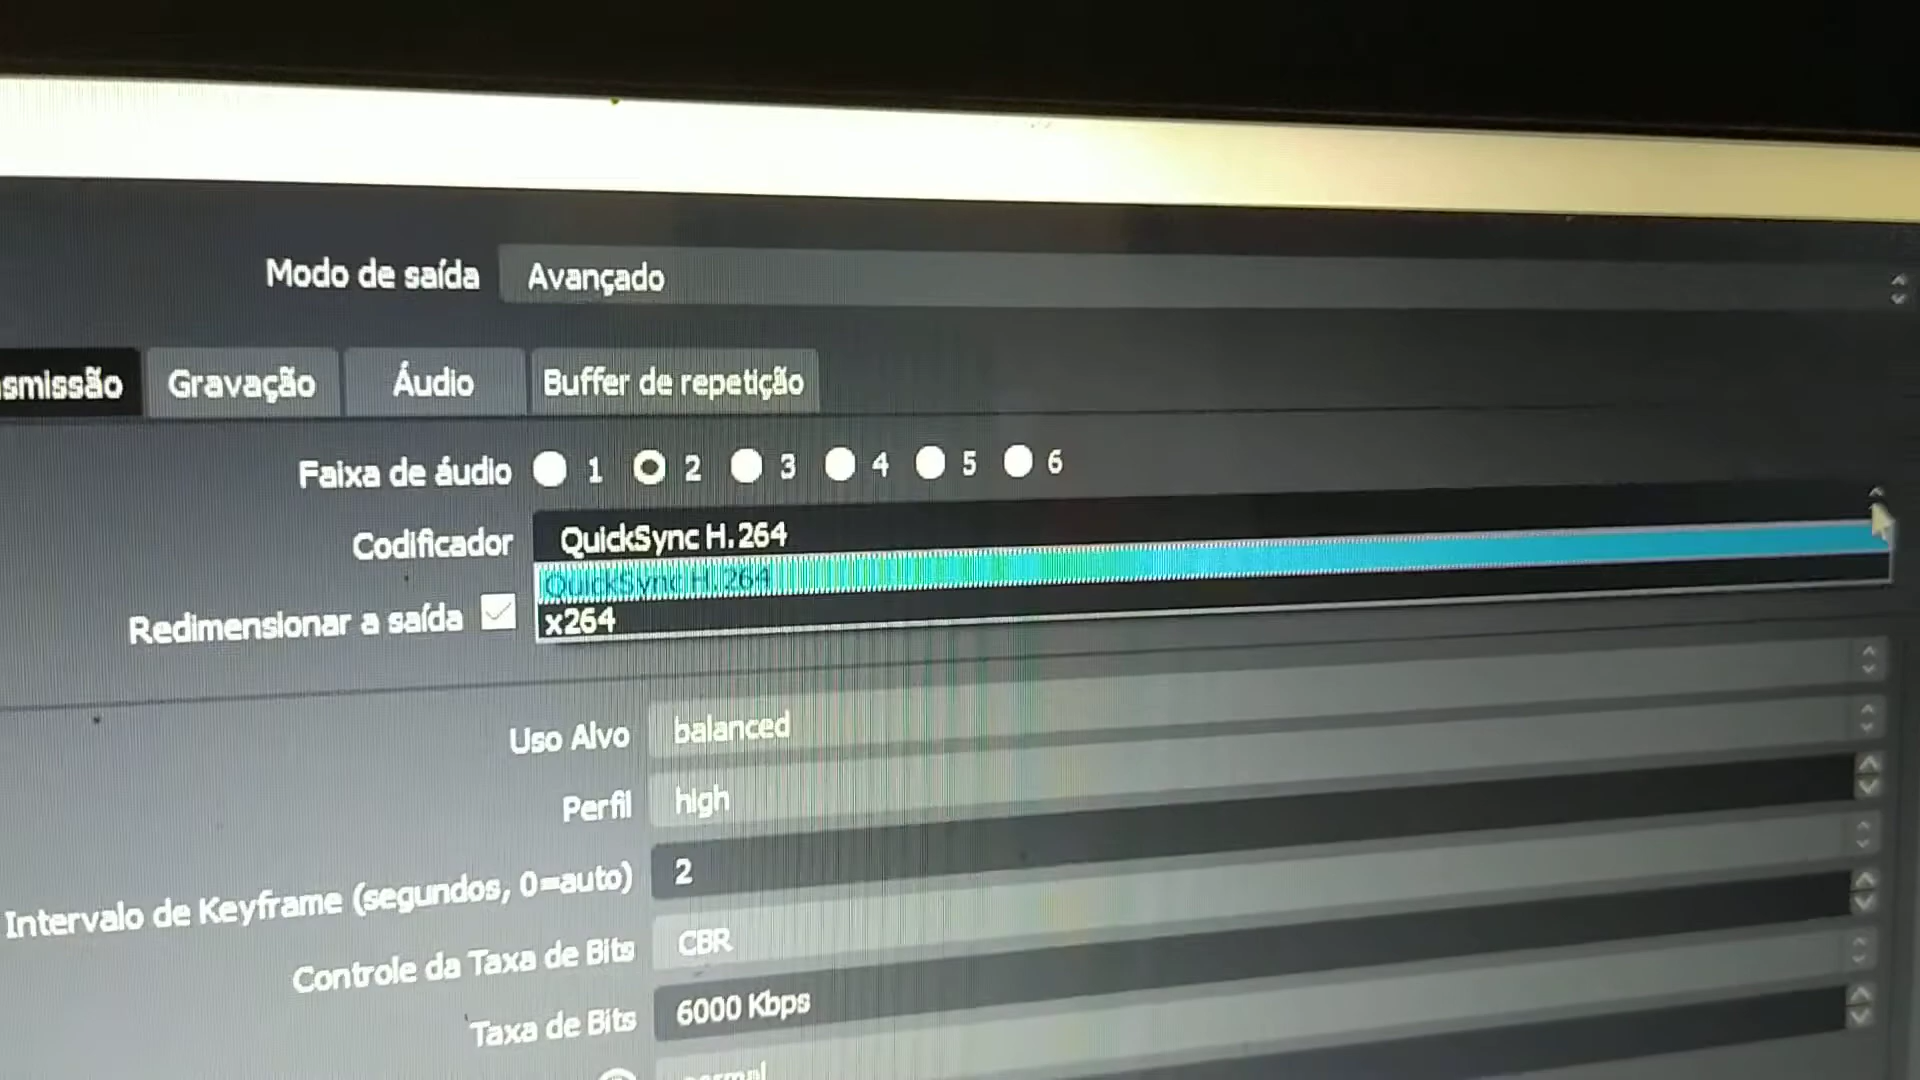 Modo de saída Avançado
smissão Gravação Áudio Buffer de repetição
Faixa de áudio 1 2 3 4 5 6
Codificador QuickSync H.264
QuickSync H.264
x264
Redimensionar a saída
Uso Alvo balanced
Perfil high
Intervalo de Keyframe (segundos, 0=auto) 2
Controle da Taxa de Bits CBR
Taxa de Bits 6000 Kbps
normal